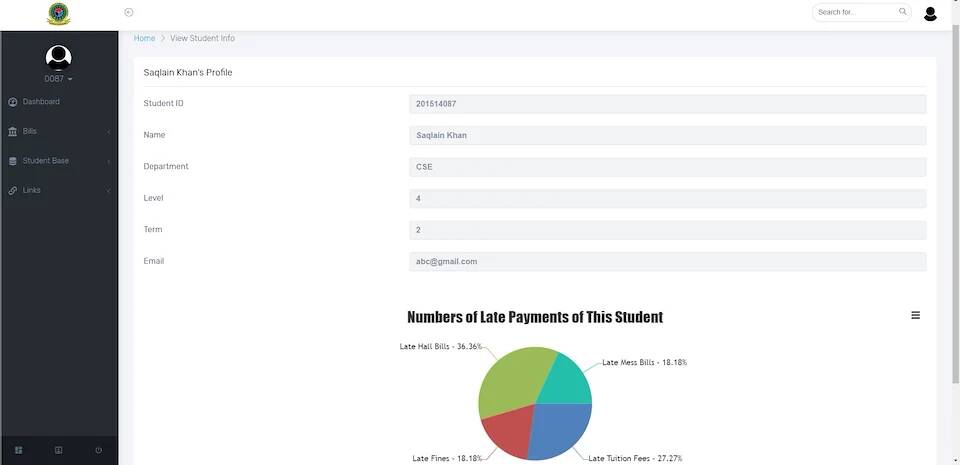 Search for...
Home > View Student Info
0087
Dashboard
Bills
Student Base
Links
Saqlain Khan's Profile
Student ID 201514087
Name Saqlain Khan
Department CSE
Level 4
Term 2
Email abc@gmail.com
Numbers of Late Payments of This Student
Late Hall Bills - 36.36%
Late Mess Bills - 18.18%
Late Fines - 18.18%
Late Tuition Fees - 27.27%